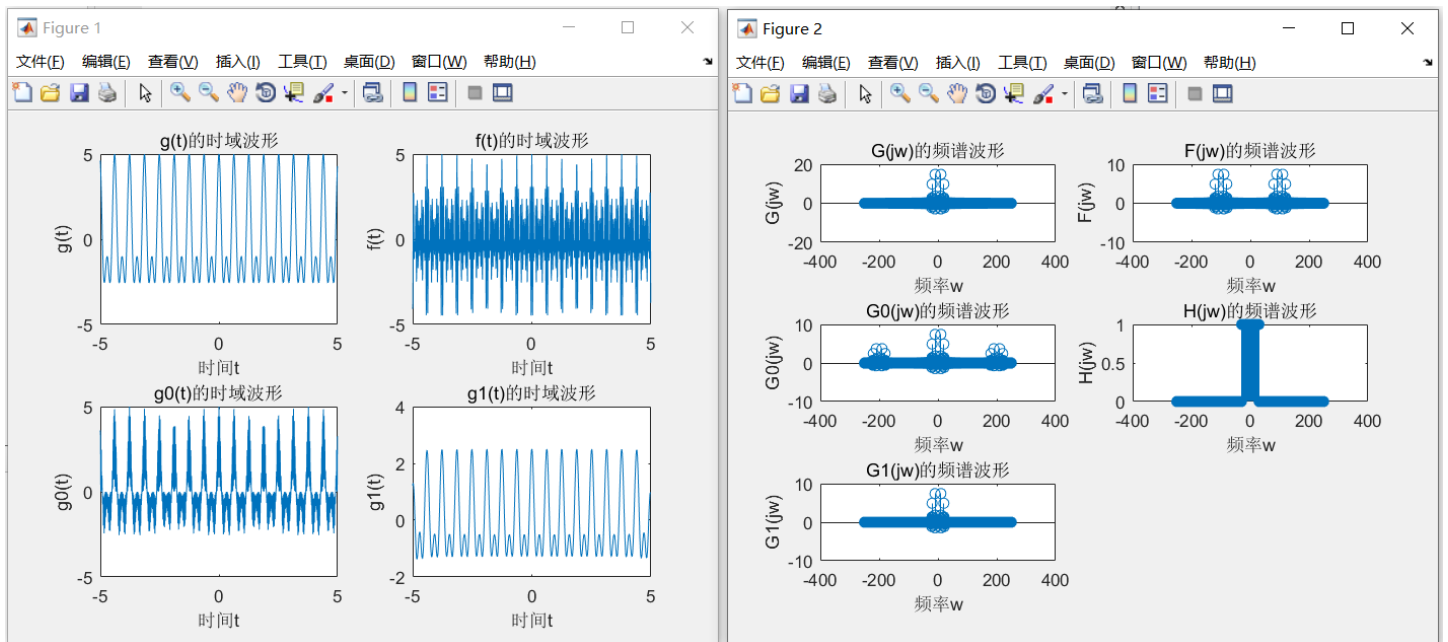 Figure 1
文件(F) 编辑(E) 查看(V) 插入(I) 工具(T) 桌面(D) 窗口(W) 帮助(H)
g(t)的时域波形
5
0
-5
g(t)
-5 0 5
时间t
f(t)的时域波形
5
0
-5
f(t)
-5 0 5
时间t
g0(t)的时域波形
5
0
-5
g0(t)
-5 0 5
时间t
g1(t)的时域波形
4
2
0
-2
g1(t)
-5 0 5
时间t
Figure 2
文件(F) 编辑(E) 查看(V) 插入(I) 工具(T) 桌面(D) 窗口(W) 帮助(H)
G(jw)的频谱波形
20
0
-20
G(jw)
-400 -200 0 200 400
频率w
F(jw)的频谱波形
10
0
-10
F(jw)
-400 -200 0 200 400
频率w
G0(jw)的频谱波形
10
0
-10
G0(jw)
-400 -200 0 200 400
频率w
H(jw)的频谱波形
1
0.5
0
H(jw)
-400 -200 0 200 400
频率w
G1(jw)的频谱波形
10
0
-10
G1(jw)
-400 -200 0 200 400
频率w